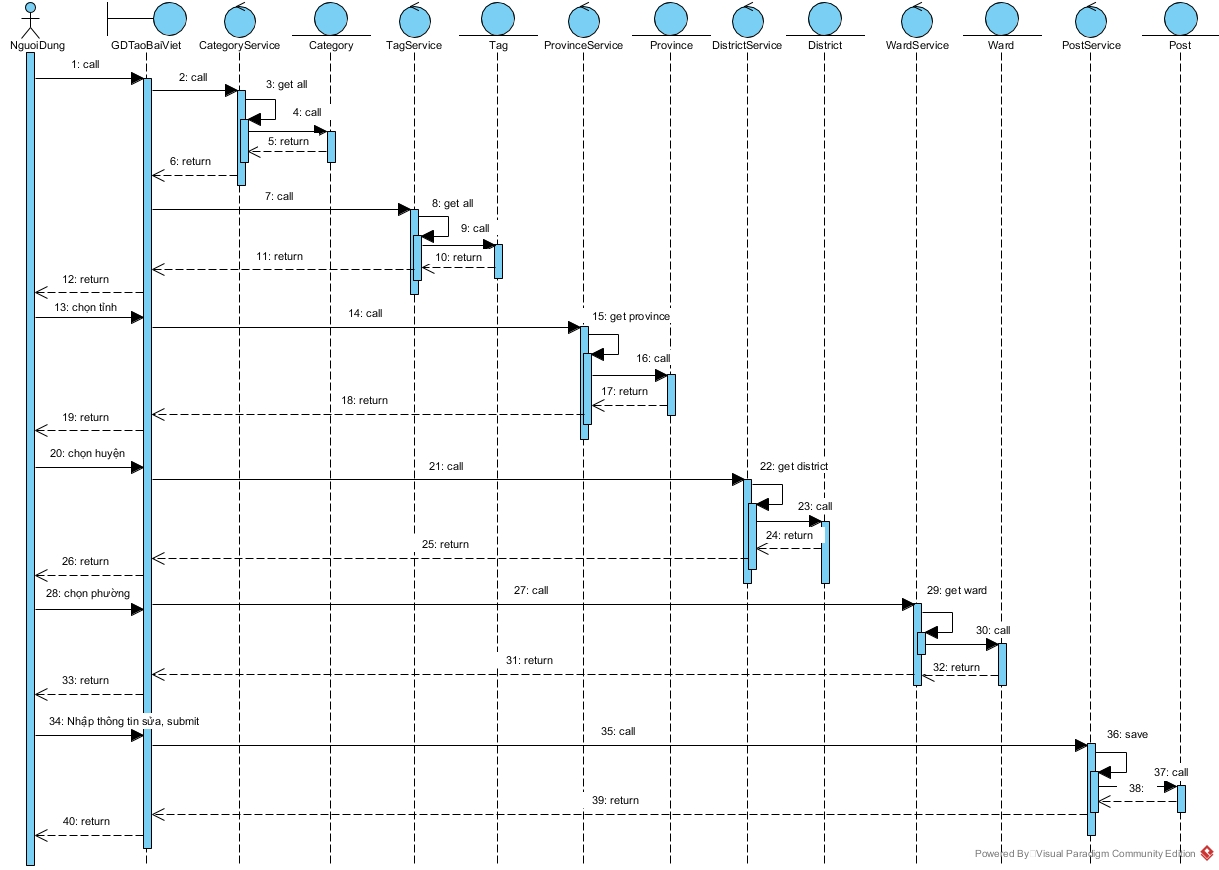 NguoiDung GDTaoBaiViet CategoryService Category TagService Tag ProvinceService Province DistrictService District WardService Ward PostService Post
1: call
2: call
3: get all
4: call
5: return
6: return
7: call
8: get all
9: call
10: return
11: return
12: return
13: chọn tỉnh
14: call
15: get province
16: call
17: return
18: return
19: return
20: chọn huyện
21: call
22: get district
23: call
24: return
25: return
26: return
27: call
28: chọn phường
29: get ward
30: call
31: return
32: return
33: return
34: Nhập thông tin sửa, submit
35: call
36: save
37: call
38:
39: return
40: return
Powered By Visual Paradigm Community Edition